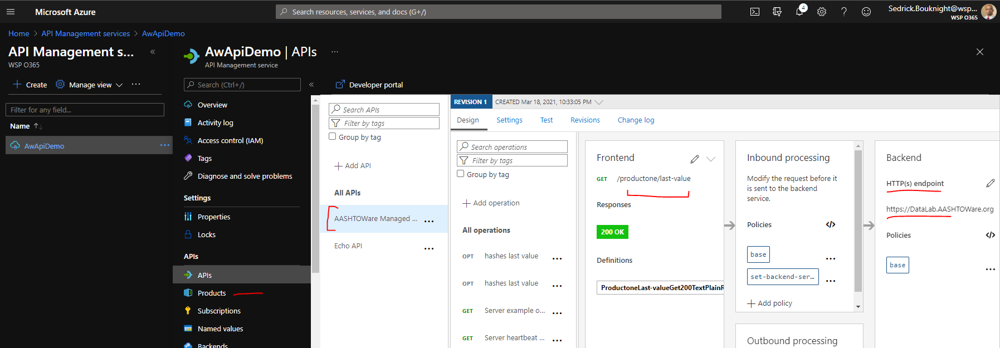 Microsoft Azure
Search resources, services, and docs (G+/)
4
Sedrick.Bouknight@wsp...
WSP O365
Home > API Management services > AwApiDemo
API Management s...
«
WSP O365
AwApiDemo | APIs
...
API Management service
Create
Manage view
...
Search (Ctrl+/)
«
Developer portal
Filter for any field...
Name
AwApiDemo
...
Overview
Activity log
Access control (IAM)
Tags
Diagnose and solve problems
Settings
Properties
Locks
APIs
APIs
Products
Subscriptions
Named values
Backends
Search APIs
Filter by tags
Group by tag
+ Add API
All APIs
AASHTOWare Managed ...
...
Echo API
...
REVISION 1
CREATED Mar 18, 2021, 10:33:05 PM
Design
Settings
Test
Revisions
Change log
Search operations
Filter by tags
Group by tag
+ Add operation
All operations
OPT hashes last value ...
OPT hashes last value ...
GET Server example o... ...
GET Server heartbeat ... ...
Frontend
GET /productone/last-value
Responses
200 OK
Definitions
ProductoneLast-valueGet200TextPlainR
Inbound processing
Modify the request before it
is sent to the backend
service.
Policies
</>
base
...
set-backend-ser...
...
+ Add policy
Outbound processing
Backend
HTTP(s) endpoint
https://DataLab.AASHTOWare.org
Policies
</>
base
...